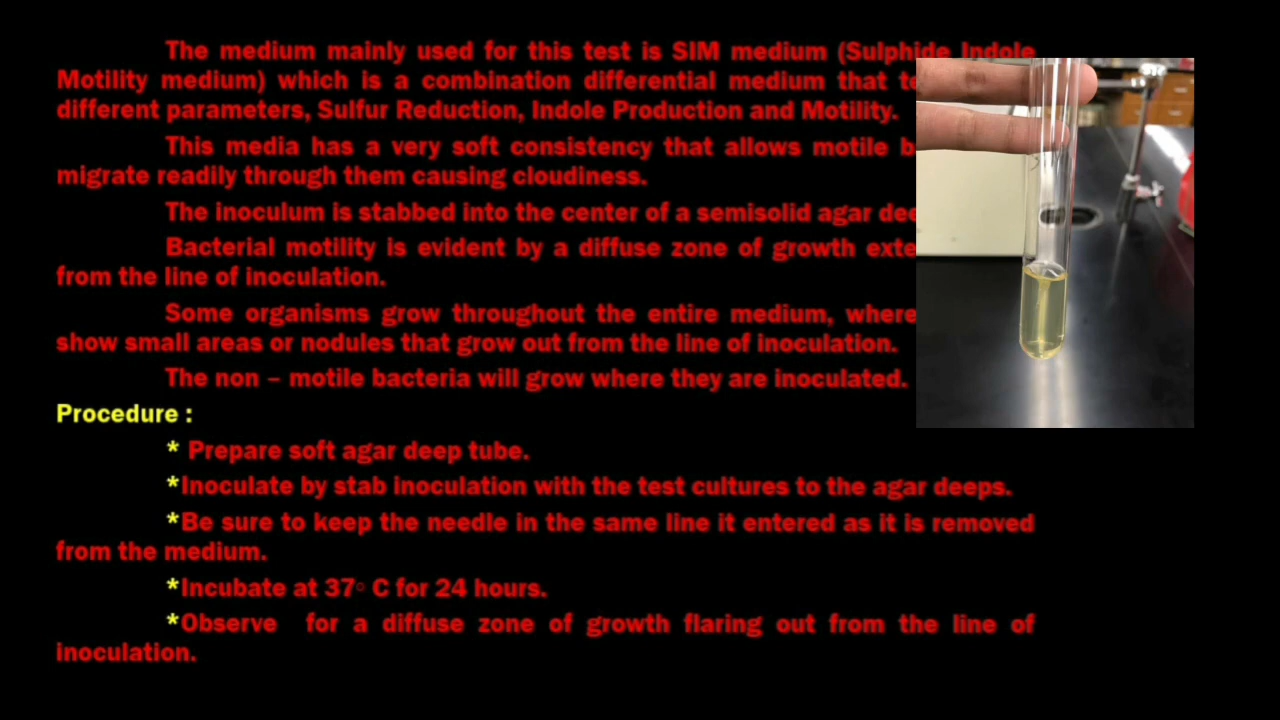 The medium mainly used for this test is SIM medium (Sulphide Indole
Motility medium) which is a combination differential medium that
different parameters, Sulfur Reduction, Indole Production and Motility.
This media has a very soft consistency that allows motile
migrate readily through them causing cloudiness.
The inoculum is stabbed into the center of a semisolid agar
Bacterial motility is evident by a diffuse zone of growth
from the line of inoculation.
Some organisms grow throughout the entire medium,
show small areas or nodules that grow out from the line of inoculation.
The non – motile bacteria will grow where they are inoculated.
Procedure :
* Prepare soft agar deep tube.
*Inoculate by stab inoculation with the test cultures to the agar deeps.
*Be sure to keep the needle in the same line it entered as it is removed
from the medium.
*Incubate at 37◦ C for 24 hours.
*Observe for a diffuse zone of growth flaring out from the line of
inoculation.